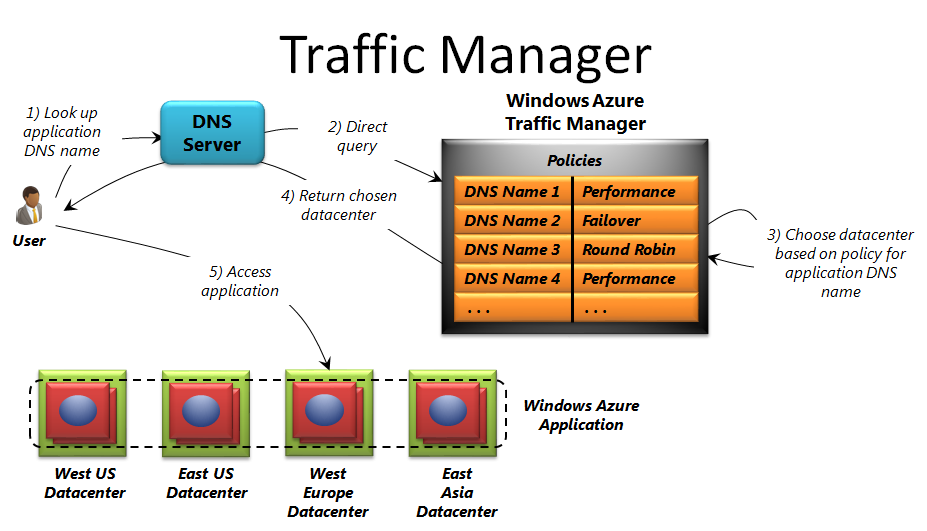 Traffic Manager
1) Look up
application
DNS name
DNS
Server
2) Direct
query
Windows Azure
Traffic Manager
Policies
DNS Name 1 Performance
DNS Name 2 Failover
DNS Name 3 Round Robin
DNS Name 4 Performance
. . . . . .
User
4) Return chosen
datacenter
3) Choose datacenter
based on policy for
application DNS
name
5) Access
application
Windows Azure
Application
West US
Datacenter
East US
Datacenter
West
Europe
Datacenter
East
Asia
Datacenter